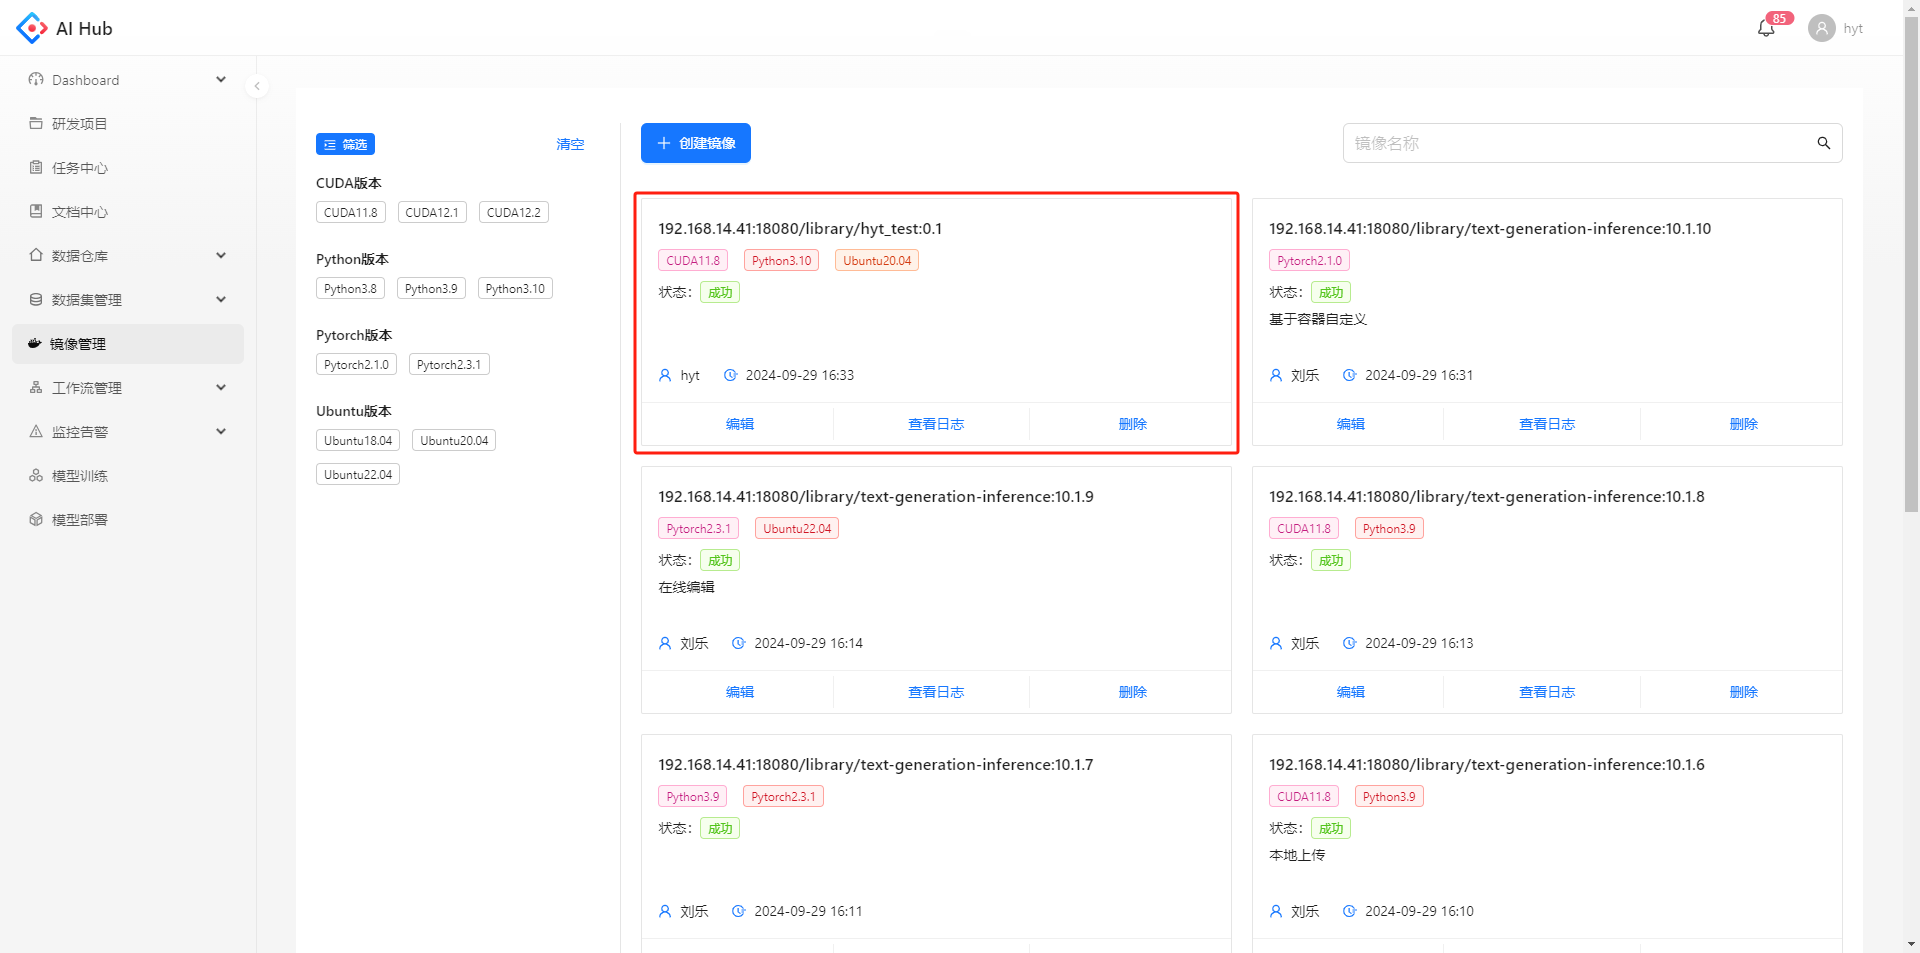 AI Hub
85
hyt
Dashboard
研发项目
任务中心
文档中心
数据仓库
数据集管理
镜像管理
工作流管理
监控告警
模型训练
模型部署
筛选
清空
CUDA版本
CUDA11.8
CUDA12.1
CUDA12.2
Python版本
Python3.8
Python3.9
Python3.10
Pytorch版本
Pytorch2.1.0
Pytorch2.3.1
Ubuntu版本
Ubuntu18.04
Ubuntu20.04
Ubuntu22.04
创建镜像
镜像名称
192.168.14.41:18080/library/hyt_test:0.1
CUDA11.8
Python3.10
Ubuntu20.04
状态：
成功
hyt
2024-09-29 16:33
编辑
查看日志
删除
192.168.14.41:18080/library/text-generation-inference:10.1.10
Pytorch2.1.0
状态：
成功
基于容器自定义
刘乐
2024-09-29 16:31
编辑
查看日志
删除
192.168.14.41:18080/library/text-generation-inference:10.1.9
Pytorch2.3.1
Ubuntu22.04
状态：
成功
在线编辑
刘乐
2024-09-29 16:14
编辑
查看日志
删除
192.168.14.41:18080/library/text-generation-inference:10.1.8
CUDA11.8
Python3.9
状态：
成功
刘乐
2024-09-29 16:13
编辑
查看日志
删除
192.168.14.41:18080/library/text-generation-inference:10.1.7
Python3.9
Pytorch2.3.1
状态：
成功
刘乐
2024-09-29 16:11
192.168.14.41:18080/library/text-generation-inference:10.1.6
CUDA11.8
Python3.9
状态：
成功
本地上传
刘乐
2024-09-29 16:10